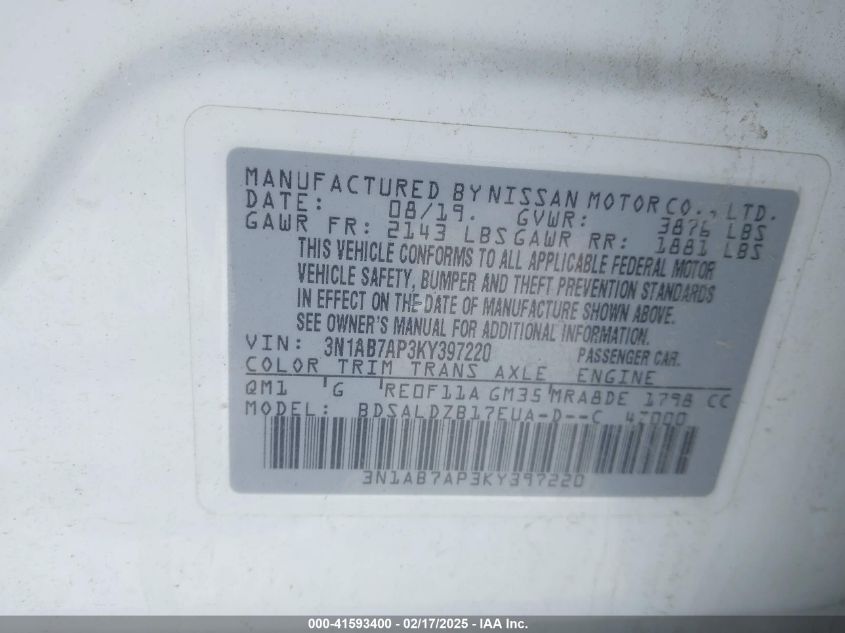 MANUFACTURED BY NISSAN MOTOR CO., LTD.
DATE: 08/19. GVWR: 3876 LBS
GAWR FR: 2143 LBS GAWR RR: 1881 LBS
THIS VEHICLE CONFORMS TO ALL APPLICABLE FEDERAL MOTOR
VEHICLE SAFETY, BUMPER AND THEFT PREVENTION STANDARDS
IN EFFECT ON THE DATE OF MANUFACTURE SHOWN ABOVE.
SEE OWNER'S MANUAL FOR ADDITIONAL INFORMATION.
VIN: 3N1AB7AP3KY397220 PASSENGER CAR.
COLOR TRIM TRANS AXLE ENGINE
QM1 'G 'RE0F11A GM35'MRA8DE 1798 CC
MODEL: BDSALDZB17EUA-D--C 4Z000
3N1AB7AP3KY397220
000-41593400 - 02/17/2025 - IAA Inc.